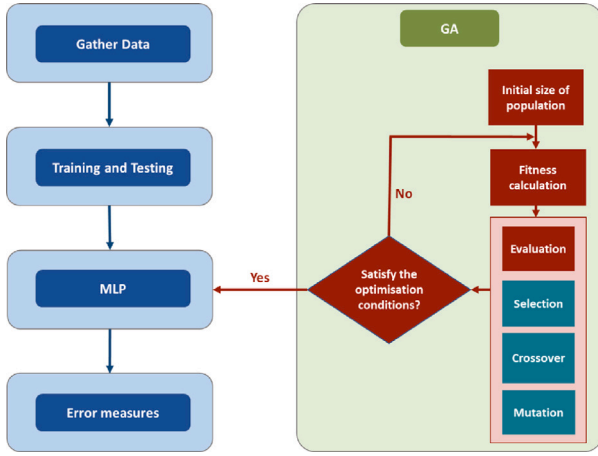 Gather Data
Training and Testing
MLP
Error measures
GA
Initial size of
population
Fitness
calculation
Evaluation
Selection
Crossover
Mutation
Satisfy the
optimisation
conditions?
No
Yes